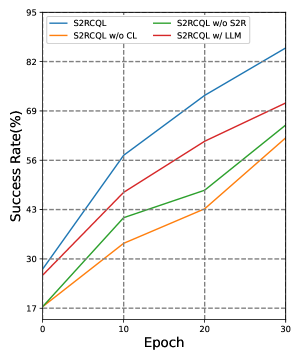 95
82
69
56
43
30
17
Success Rate(%)
S2RCQL
S2RCQL w/o CL
S2RCQL w/o S2R
S2RCQL w/ LLM
0 10 20 30
Epoch